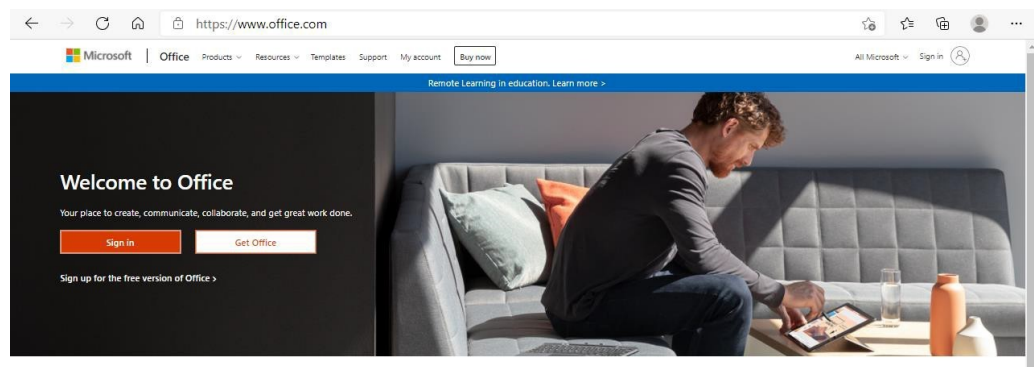 https://www.office.com
Microsoft | Office Products Resources Templates Support My account Buy now All Microsoft Sign in
Remote Learning in education. Learn more >
Welcome to Office
Your place to create, communicate, collaborate, and get great work done.
Sign in Get Office
Sign up for the free version of Office >